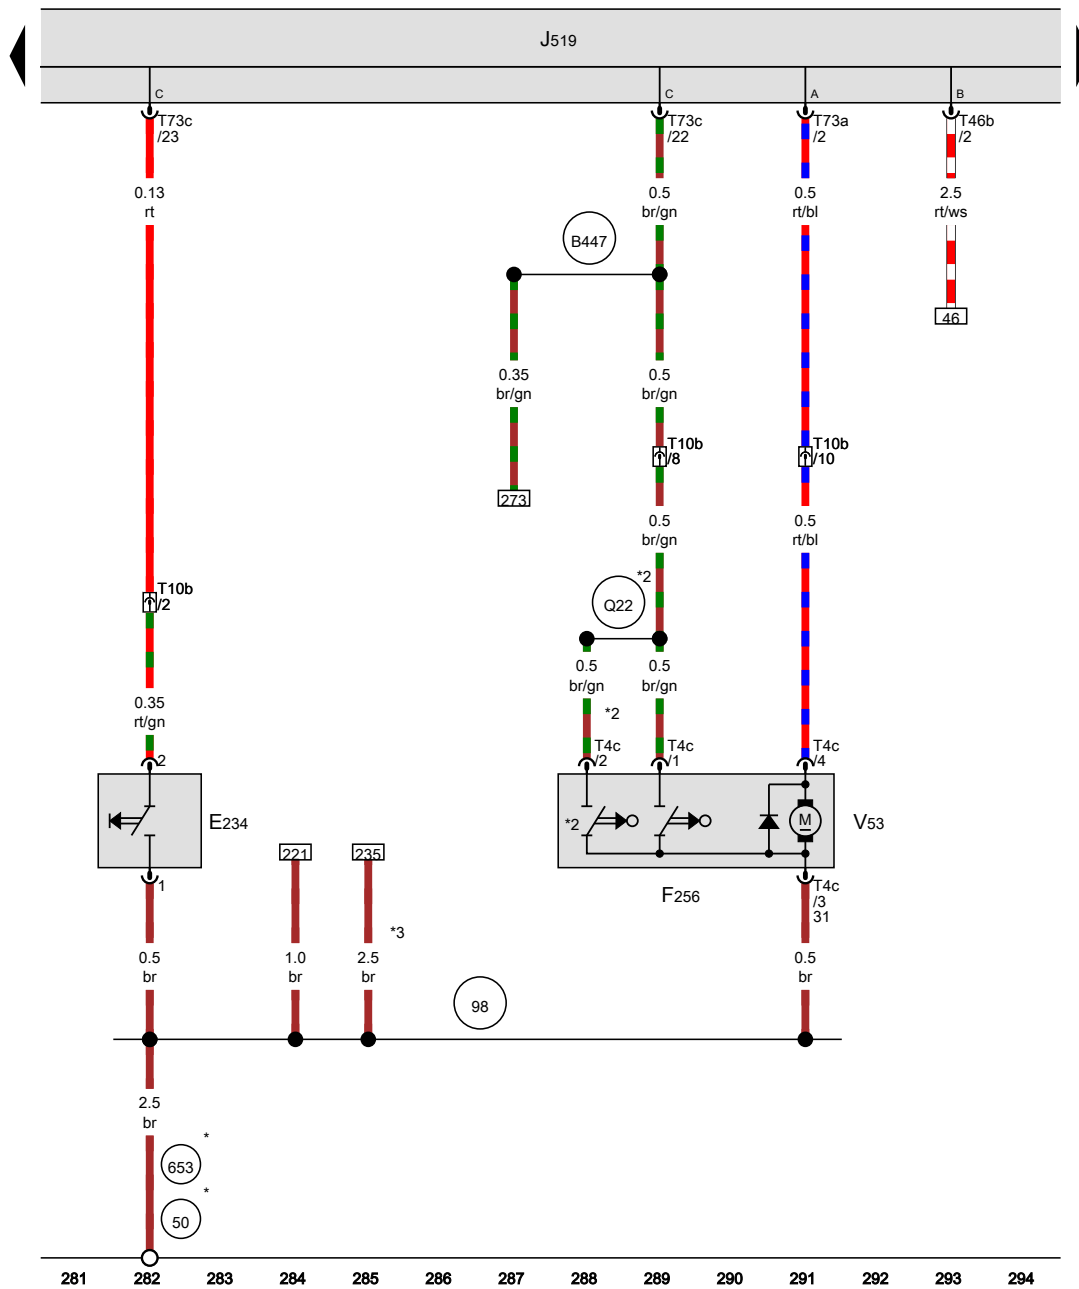 J519
C
C
A
B
T73c
/23
T73c
/22
T73a
/2
T46b
/2
0.13
rt
0.5
br/gn
0.5
rt/bl
2.5
rt/ws
B447
46
0.35
br/gn
0.5
br/gn
T10b
/8
T10b
/10
273
0.5
br/gn
0.5
rt/bl
T10b
/2
*2
Q22
0.5
br/gn
0.5
br/gn
0.35
rt/gn
*2
2
T4c
/2
T4c
/1
T4c
/4
E234
*2
M
V53
221
235
1
F256
T4c
/3
31
*3
0.5
br
1.0
br
2.5
br
0.5
br
98
2.5
br
*
653
*
50
281 282 283 284 285 286 287 288 289 290 291 292 293 294